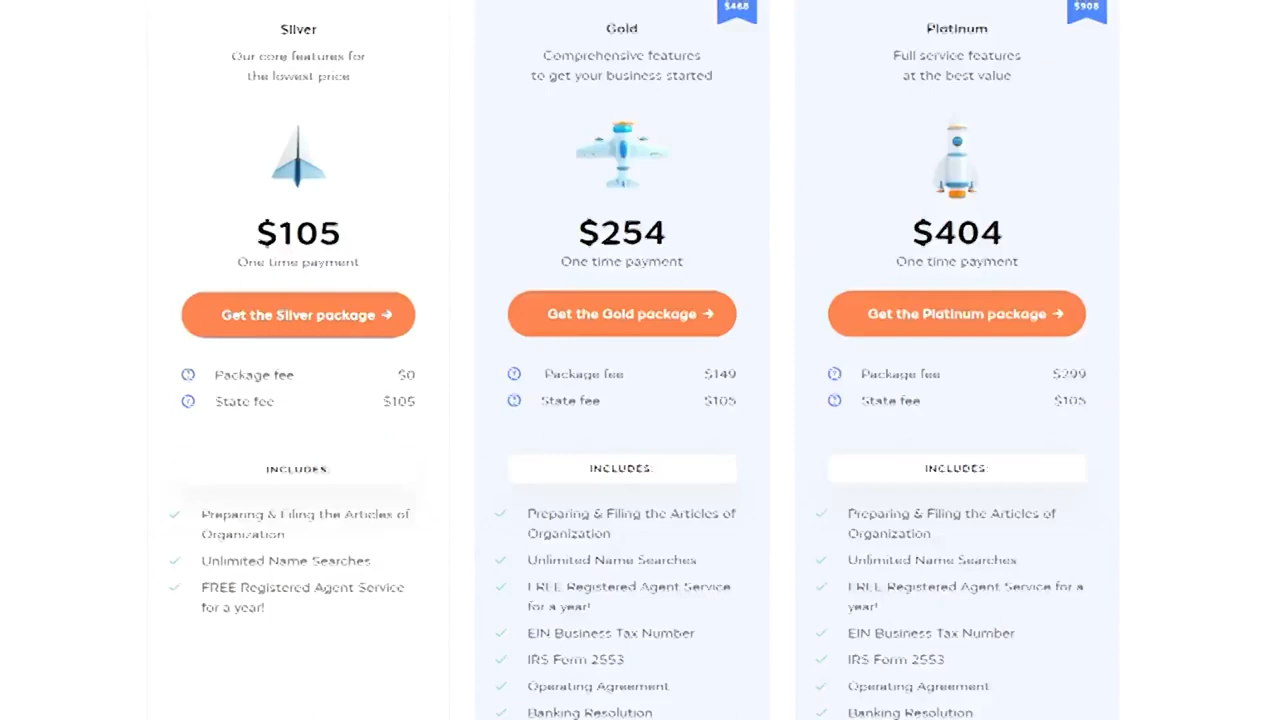 $468
$908
Silver
Our core features for
the lowest price
$105
One time payment
Get the Silver package →
Package fee $0
State fee $105
INCLUDES:
Preparing & Filing the Articles of
Organization
Unlimited Name Searches
FREE Registered Agent Service
for a year!
Gold
Comprehensive features
to get your business started
$254
One time payment
Get the Gold package →
Package fee $149
State fee $105
INCLUDES:
Preparing & Filing the Articles of
Organization
Unlimited Name Searches
FREE Registered Agent Service
for a year!
EIN Business Tax Number
IRS Form 2553
Operating Agreement
Banking Resolution
Platinum
Full service features
at the best value
$404
One time payment
Get the Platinum package →
Package fee $299
State fee $105
INCLUDES:
Preparing & Filing the Articles of
Organization
Unlimited Name Searches
FREE Registered Agent Service for a
year!
EIN Business Tax Number
IRS Form 2553
Operating Agreement
Banking Resolution